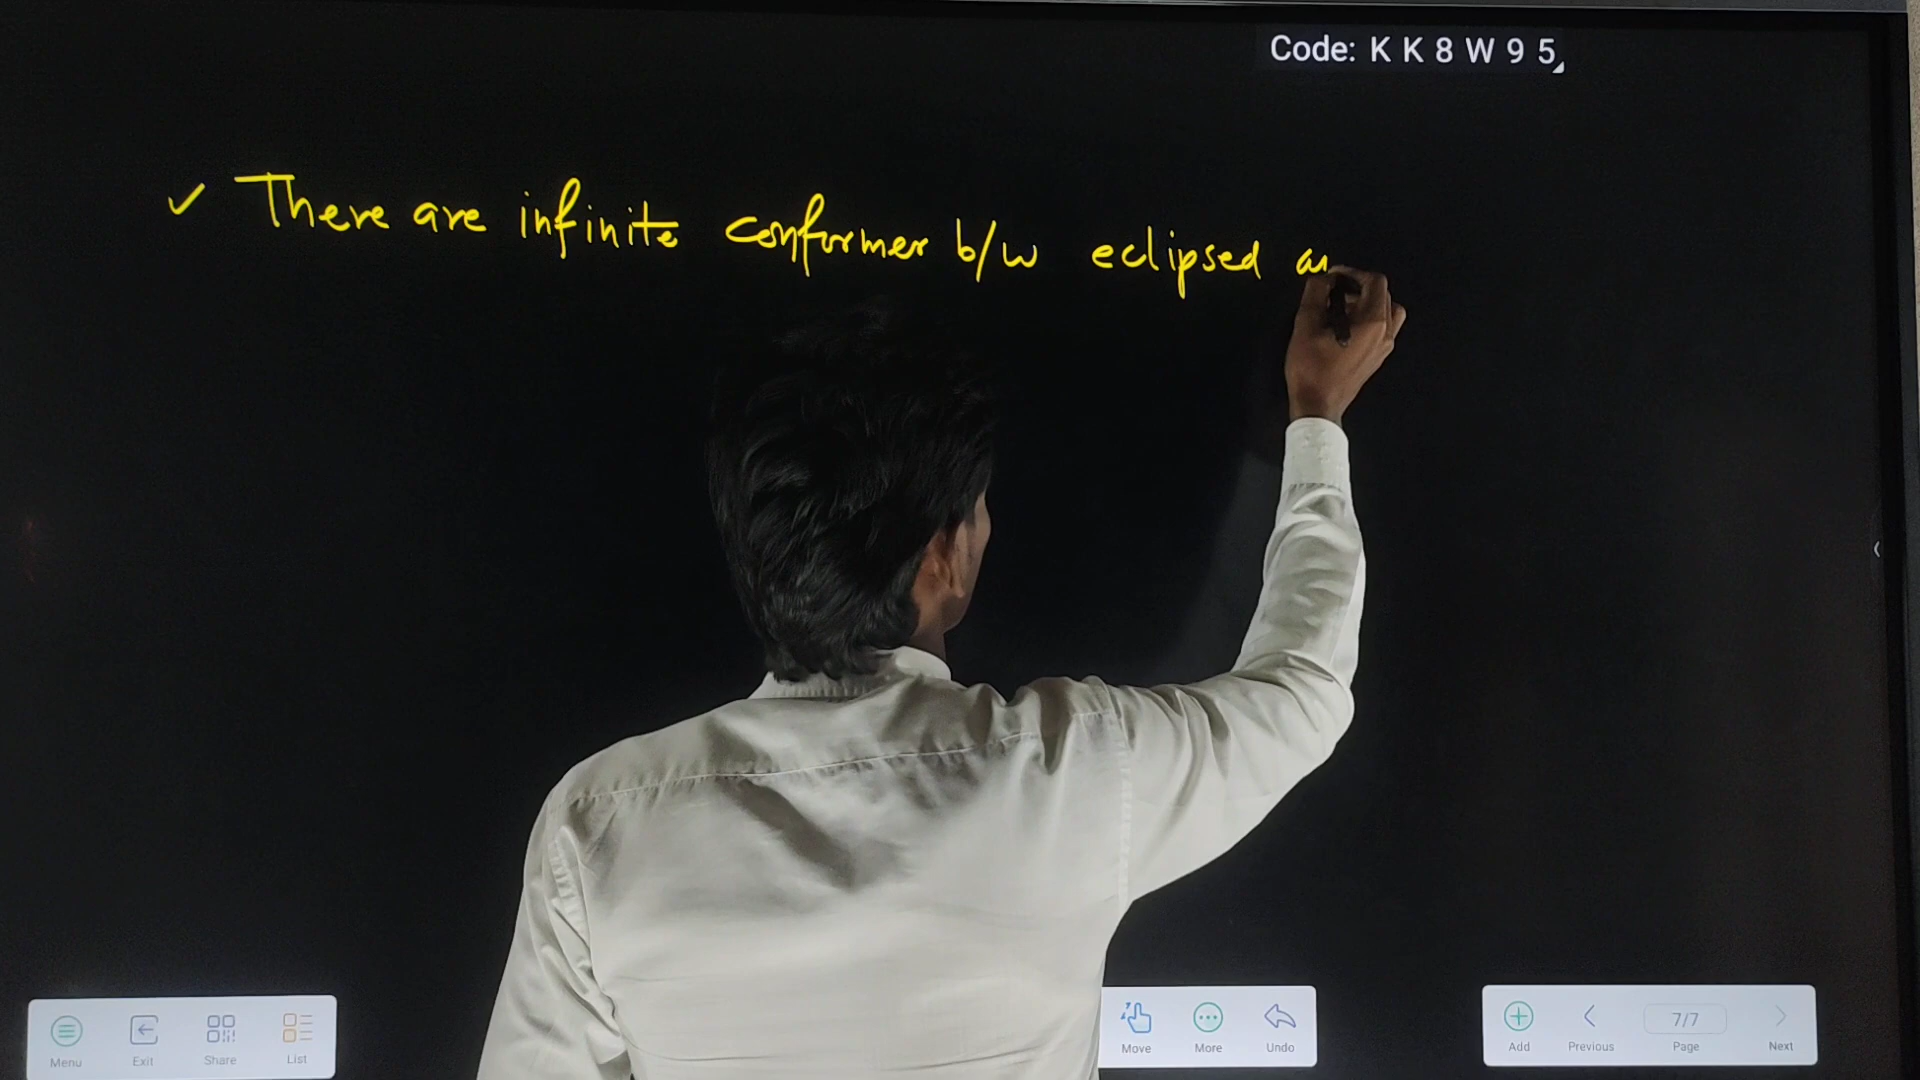 Code: K K 8 W 9 5
✓ There are infinite conformer b/w eclipsed an
Menu Exit Share List Move More Undo Add Previous 7/7 Page Next